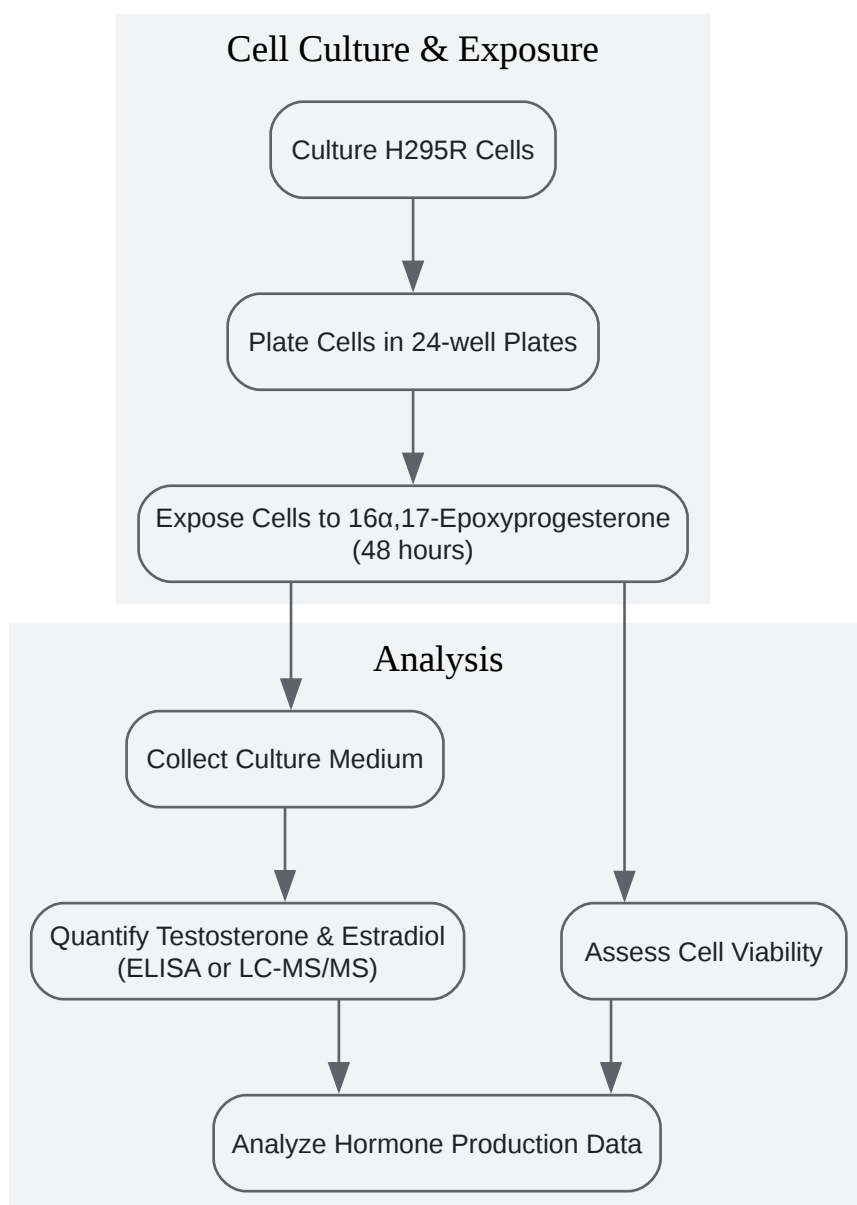 Cell Culture & Exposure
Culture H295R Cells
Plate Cells in 24-well Plates
Expose Cells to 16α,17-Epoxyprogesterone
(48 hours)
Analysis
Collect Culture Medium
Quantify Testosterone & Estradiol
(ELISA or LC-MS/MS)
Assess Cell Viability
Analyze Hormone Production Data